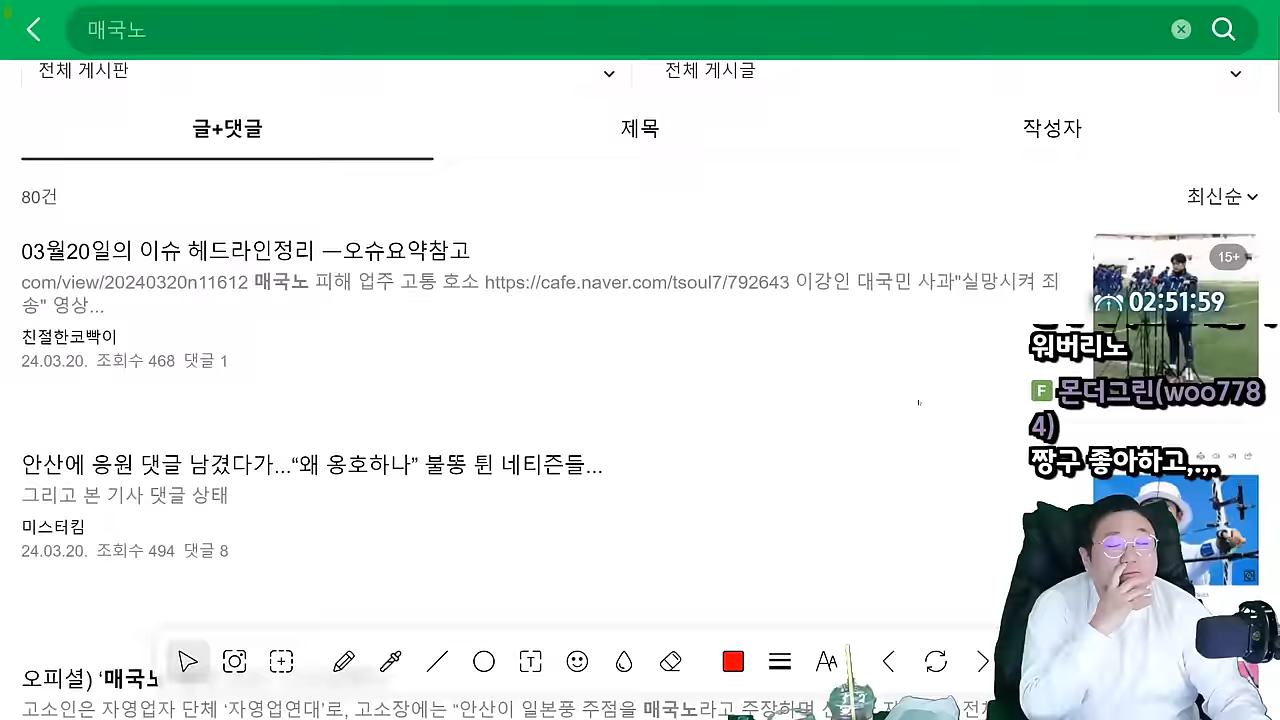 매국노
전체 게시판
전체 게시글
글+댓글
제목
작성자
80건
최신순
03월20일의 이슈 헤드라인정리 —오슈요약참고
com/view/20240320n11612 매국노 피해 업주 고통 호소 https://cafe.naver.com/tsoul7/792643 이강인 대국민 사과"실망시켜 죄
송" 영상...
친절한코빡이
24.03.20. 조회수 468 댓글 1
15+
02:51:59
워버리노
F 몬더그린(woo778
4)
짱구 좋아하고,,,.
안산에 응원 댓글 남겼다가...“왜 옹호하나” 불똥 튄 네티즌들...
그리고 본 기사 댓글 상태
미스터킴
24.03.20. 조회수 494 댓글 8
오피셜) ‘매국노
고소인은 자영업자 단체 ‘자영업연대’로, 고소장에는 “안산이 일본풍 주점을 매국노라고 주장하며